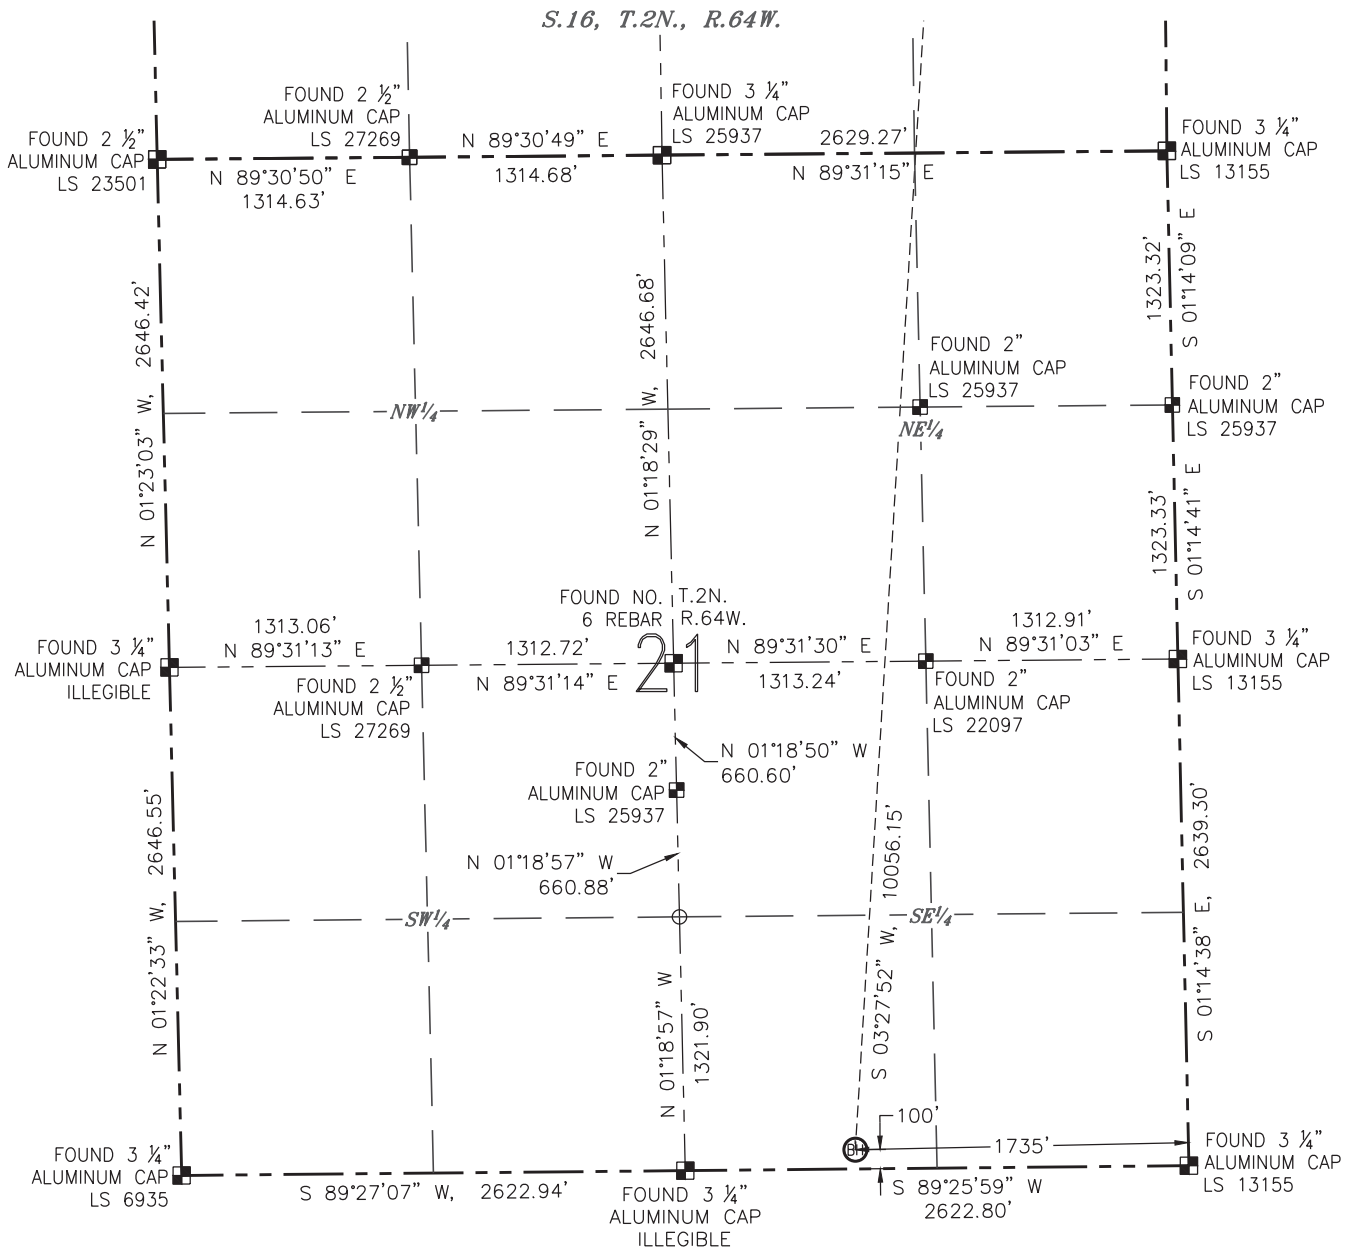 S.16, T.2N., R.64W.
FOUND 2 ½"
ALUMINUM CAP
LS 23501
FOUND 2 ½"
ALUMINUM CAP
LS 27269
FOUND 3 ¼"
ALUMINUM CAP
LS 25937
FOUND 3 ¼"
ALUMINUM CAP
LS 13155
N 89°30'50" E
1314.63'
N 89°30'49" E
1314.68'
2629.27'
N 89°31'15" E
N 01°23'03" W, 2646.42'
N 01°18'29" W, 2646.68'
1323.32'
S 01°14'09" E
FOUND 2"
ALUMINUM CAP
LS 25937
FOUND 2"
ALUMINUM CAP
LS 25937
NW¼
NE¼
1323.33'
S 01°14'41" E
FOUND NO. T.2N.
6 REBAR R.64W.
21
FOUND 3 ¼"
ALUMINUM CAP
ILLEGIBLE
1313.06'
N 89°31'13" E
1312.72'
N 89°31'14" E
N 89°31'30" E
1313.24'
1312.91'
N 89°31'03" E
FOUND 3 ¼"
ALUMINUM CAP
LS 13155
FOUND 2 ½"
ALUMINUM CAP
LS 27269
FOUND 2"
ALUMINUM CAP
LS 22097
N 01°18'50" W
660.60'
FOUND 2"
ALUMINUM CAP
LS 25937
N 01°18'57" W
660.88'
N 01°22'33" W, 2646.55'
S 03°27'52" W, 10056.15'
S 01°14'38" E, 2639.30'
SW¼
SE¼
N 01°18'57" W
1321.90'
100'
BH
1735'
FOUND 3 ¼"
ALUMINUM CAP
LS 6935
S 89°27'07" W, 2622.94'
FOUND 3 ¼"
ALUMINUM CAP
ILLEGIBLE
S 89°25'59" W
2622.80'
FOUND 3 ¼"
ALUMINUM CAP
LS 13155